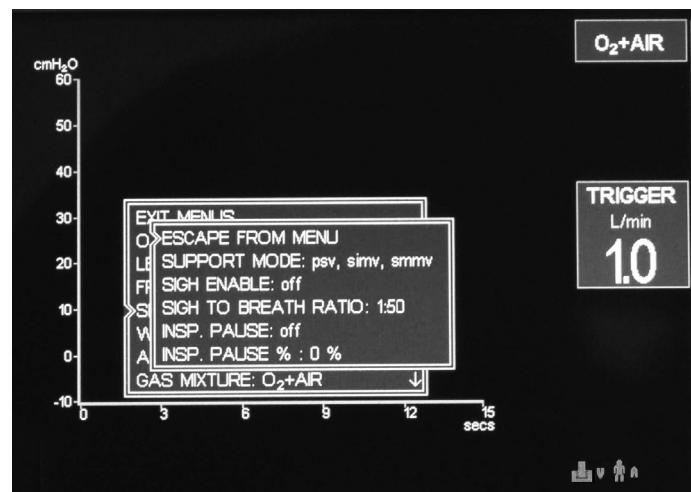 O₂+AIR
cmH₂O
60
50
40
30
20
10
0
-10
0 3 6 9 12 15
secs
EXIT MENUS
ESCAPE FROM MENU
SUPPORT MODE: psv, simv, smmv
SIGH ENABLE: off
SIGH TO BREATH RATIO: 1:50
INSP. PAUSE: off
INSP. PAUSE % : 0 %
GAS MIXTURE: O₂+AIR
TRIGGER
L/min
1.0